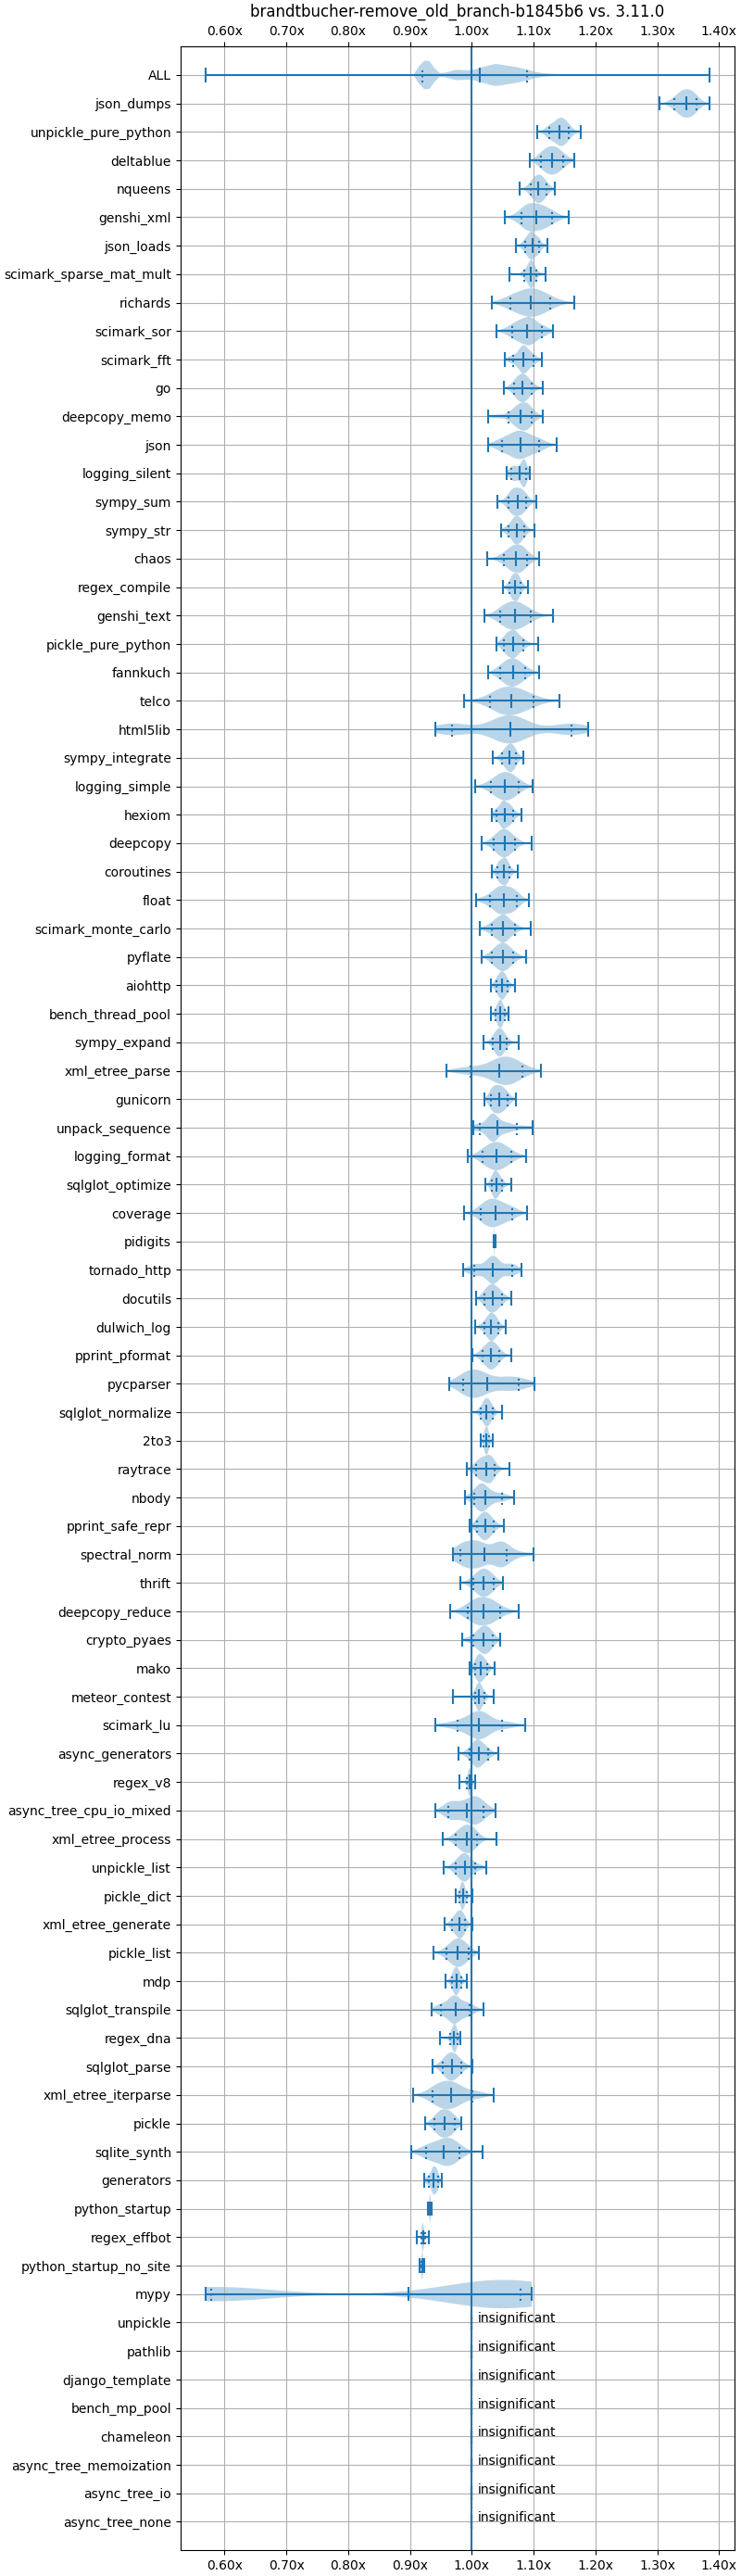 brandtbucher-remove_old_branch-b1845b6 vs. 3.11.0
0.60x 0.70x 0.80x 0.90x 1.00x 1.10x 1.20x 1.30x 1.40x
ALL
json_dumps
unpickle_pure_python
deltablue
nqueens
genshi_xml
json_loads
scimark_sparse_mat_mult
richards
scimark_sor
scimark_fft
go
deepcopy_memo
json
logging_silent
sympy_sum
sympy_str
chaos
regex_compile
genshi_text
pickle_pure_python
fannkuch
telco
html5lib
sympy_integrate
logging_simple
hexiom
deepcopy
coroutines
float
scimark_monte_carlo
pyflate
aiohttp
bench_thread_pool
sympy_expand
xml_etree_parse
gunicorn
unpack_sequence
logging_format
sqlglot_optimize
coverage
pidigits
tornado_http
docutils
dulwich_log
pprint_pformat
pycparser
sqlglot_normalize
2to3
raytrace
nbody
pprint_safe_repr
spectral_norm
thrift
deepcopy_reduce
crypto_pyaes
mako
meteor_contest
scimark_lu
async_generators
regex_v8
async_tree_cpu_io_mixed
xml_etree_process
unpickle_list
pickle_dict
xml_etree_generate
pickle_list
mdp
sqlglot_transpile
regex_dna
sqlglot_parse
xml_etree_iterparse
pickle
sqlite_synth
generators
python_startup
regex_effbot
python_startup_no_site
mypy
unpickle insignificant
pathlib insignificant
django_template insignificant
bench_mp_pool insignificant
chameleon insignificant
async_tree_memoization insignificant
async_tree_io insignificant
async_tree_none insignificant
0.60x 0.70x 0.80x 0.90x 1.00x 1.10x 1.20x 1.30x 1.40x